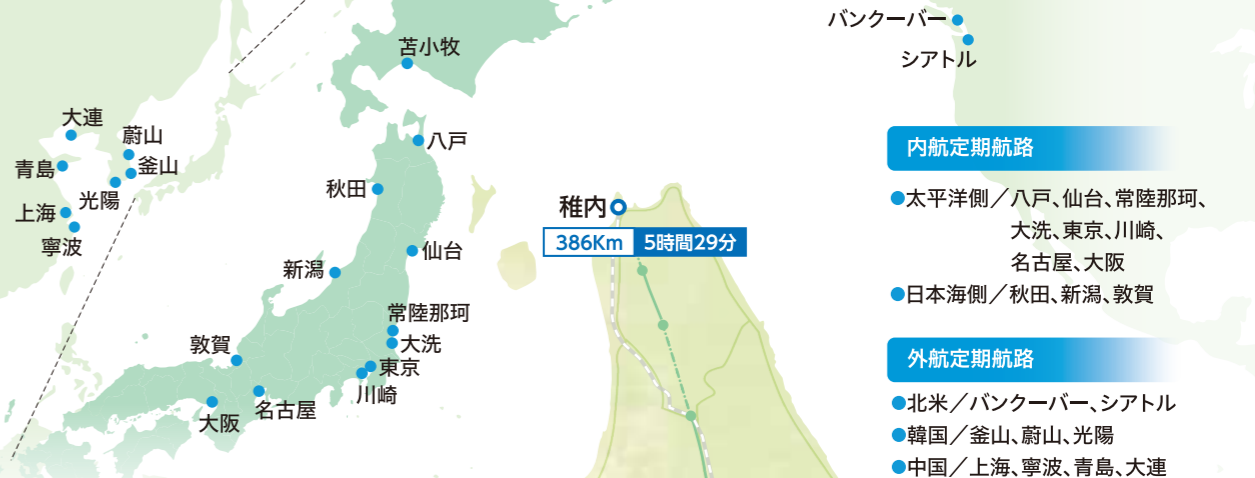 バンクーバー
シアトル
苫小牧
大連
蔚山
八戸
青島
釜山
光陽
秋田
上海
寧波
仙台
新潟
常陸那珂
大洗
敦賀
東京
川崎
名古屋
大阪
稚内
386Km 5時間29分
内航定期航路
●太平洋側／八戸、仙台、常陸那珂、
大洗、東京、川崎、
名古屋、大阪
●日本海側／秋田、新潟、敦賀
外航定期航路
●北米／バンクーバー、シアトル
●韓国／釜山、蔚山、光陽
●中国／上海、寧波、青島、大連